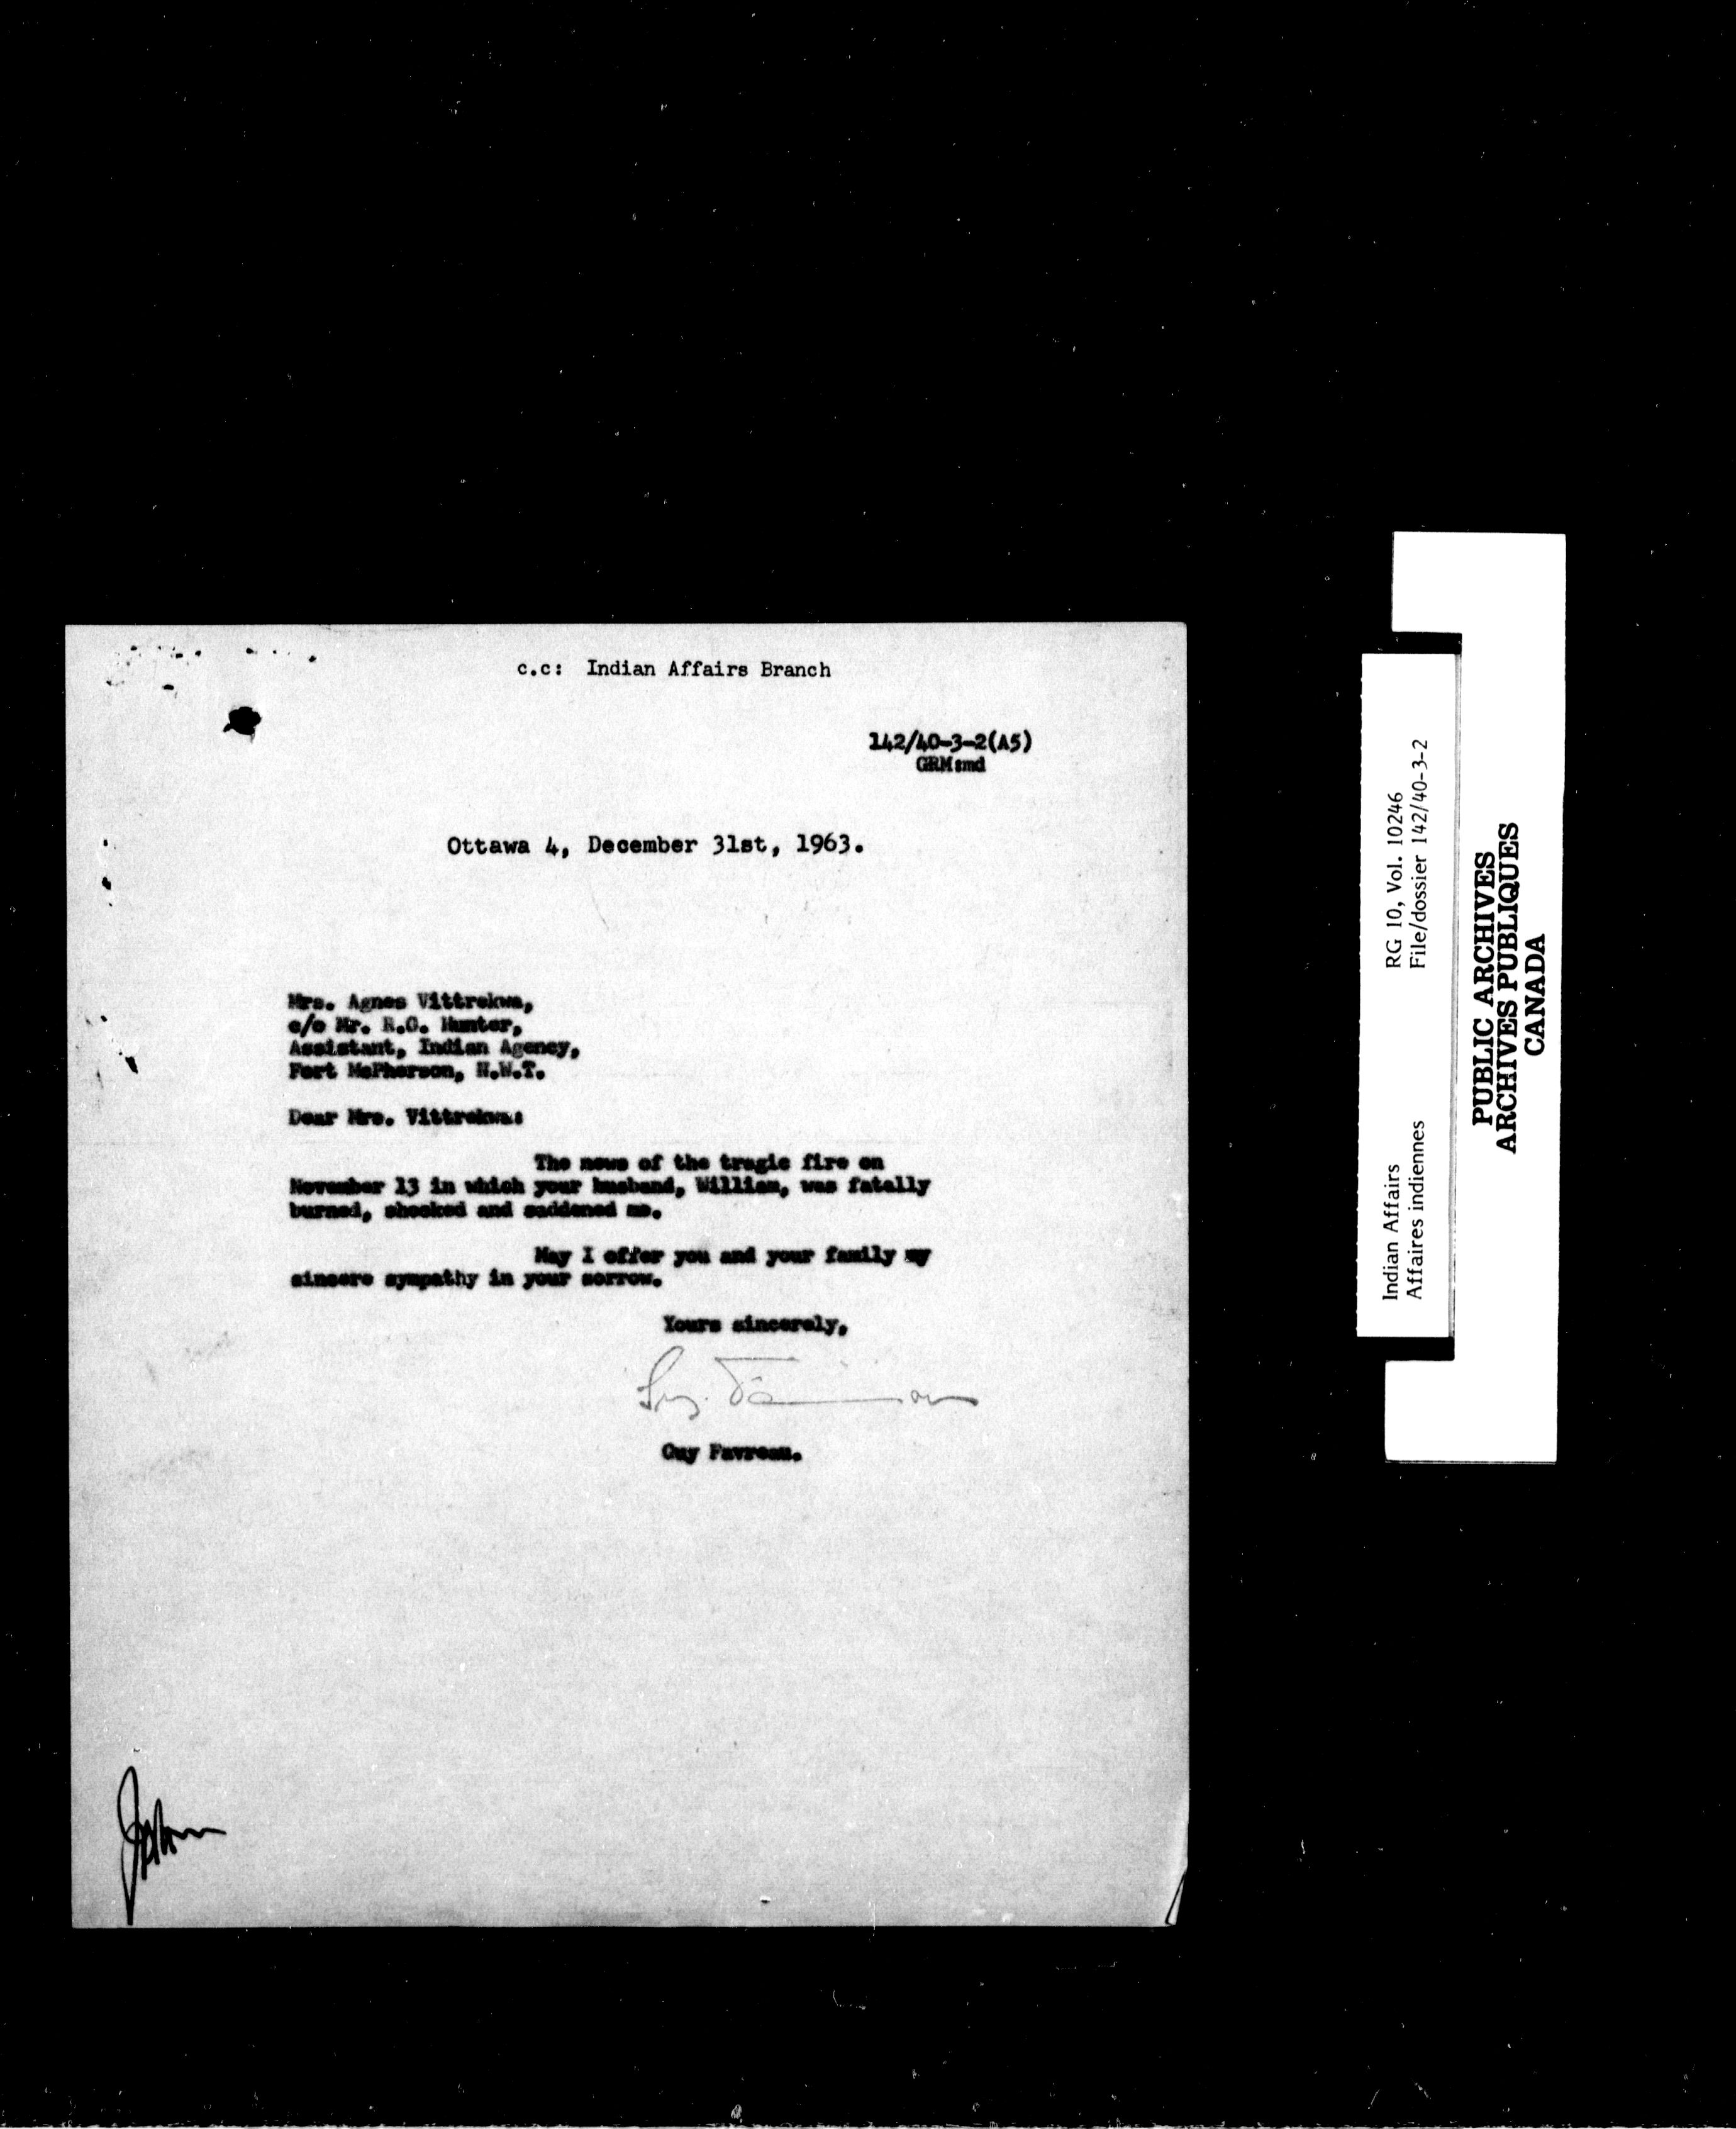 c.c: Indian Affairs Branch
142/40-3-2(A5)
GRM:md
Ottawa 4, December 31st, 1963.
Mrs. Agnes Vittrekwa,
c/o Mr. R.G. Hunter,
Assistant, Indian Agency,
Fort McPherson, N.W.T.
Dear Mrs. Vittrekwa:
The news of the tragic fire on
November 13 in which your husband, William, was fatally
burned, shocked and saddened me.
May I offer you and your family my
sincere sympathy in your sorrow.
Yours sincerely,
Guy Favreau.
Indian Affairs RG 10, Vol. 10246
Affaires indiennes File/dossier 142/40-3-2
PUBLIC ARCHIVES
ARCHIVES PUBLIQUES
CANADA